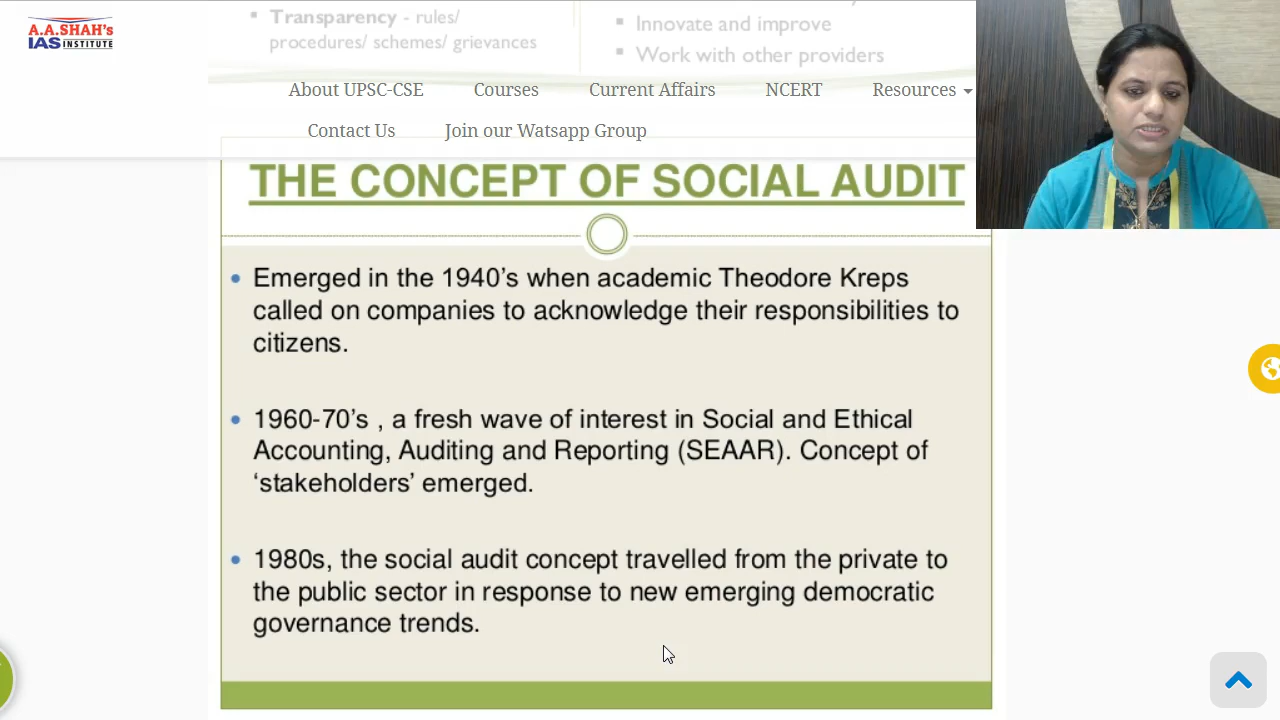 A.A.SHAH's
IAS INSTITUTE
Transparency - rules/
procedures/ schemes/ grievances
Innovate and improve
Work with other providers
About UPSC-CSE Courses Current Affairs NCERT Resources
Contact Us Join our Watsapp Group
THE CONCEPT OF SOCIAL AUDIT
• Emerged in the 1940's when academic Theodore Kreps
called on companies to acknowledge their responsibilities to
citizens.
• 1960-70's , a fresh wave of interest in Social and Ethical
Accounting, Auditing and Reporting (SEAAR). Concept of
‘stakeholders’ emerged.
• 1980s, the social audit concept travelled from the private to
the public sector in response to new emerging democratic
governance trends.